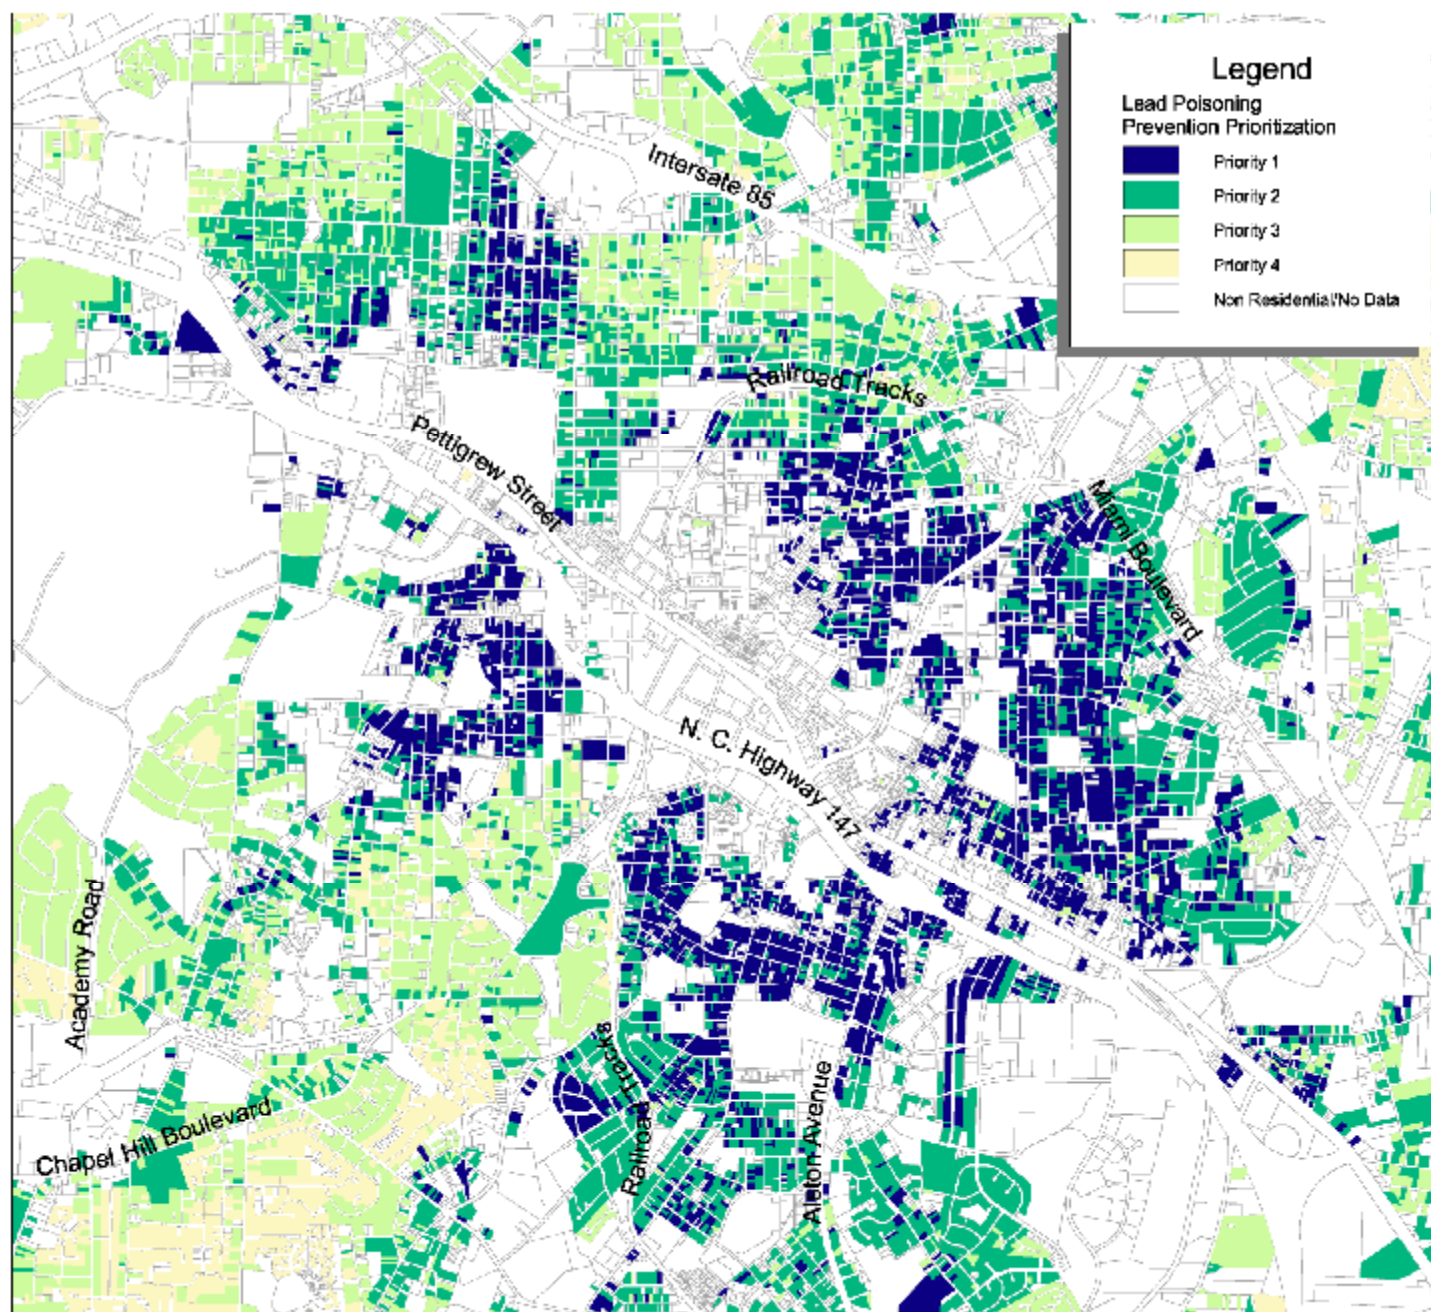 Legend
Lead Poisoning
Prevention Prioritization
Priority 1
Priority 2
Priority 3
Priority 4
Non Residential/No Data
Intersate 85
Railroad Tracks
Pettigrew Street
Miami Boulevard
N. C. Highway 147
Academy Road
Railroad Tracks
Chapel Hill Boulevard
Alston Avenue